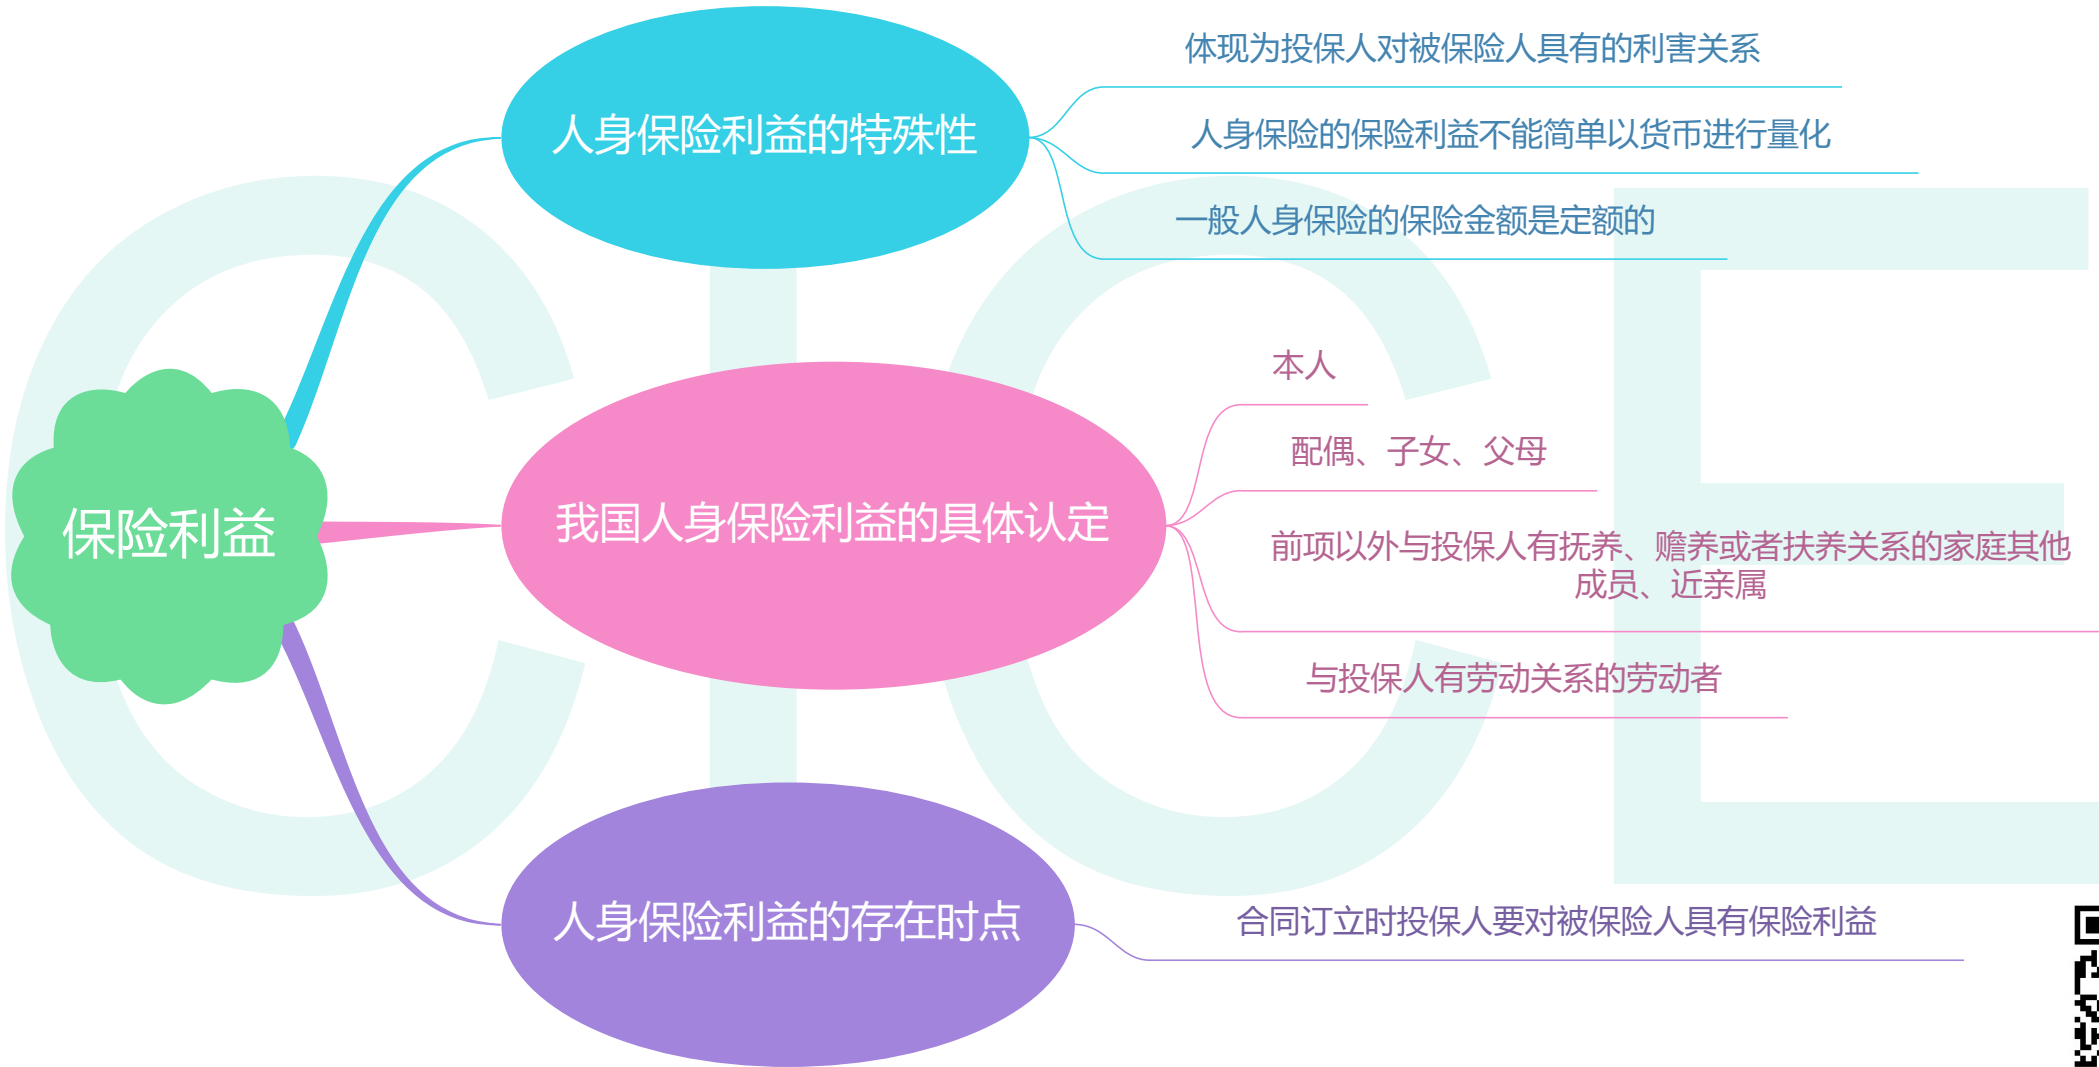 保险利益
人身保险利益的特殊性
体现为投保人对被保险人具有的利害关系
人身保险的保险利益不能简单以货币进行量化
一般人身保险的保险金额是定额的
我国人身保险利益的具体认定
本人
配偶、子女、父母
前项以外与投保人有抚养、赡养或者扶养关系的家庭其他
成员、近亲属
与投保人有劳动关系的劳动者
人身保险利益的存在时点
合同订立时投保人要对被保险人具有保险利益
CICE